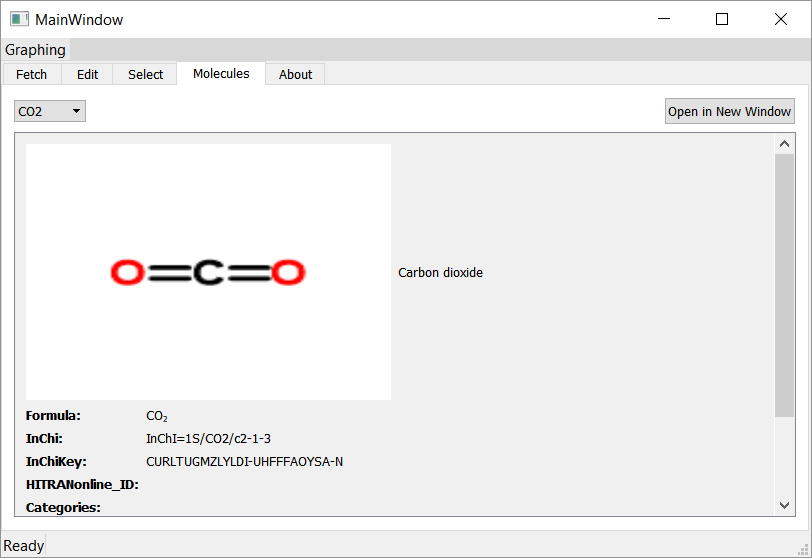 MainWindow
Graphing
Fetch Edit Select Molecules About
CO2 Open in New Window
O=C=O
Carbon dioxide
Formula: CO₂
InChi: InChI=1S/CO2/c2-1-3
InChiKey: CURLTUGMZLYLDI-UHFFFAOYSA-N
HITRANonline_ID:
Categories:
Ready